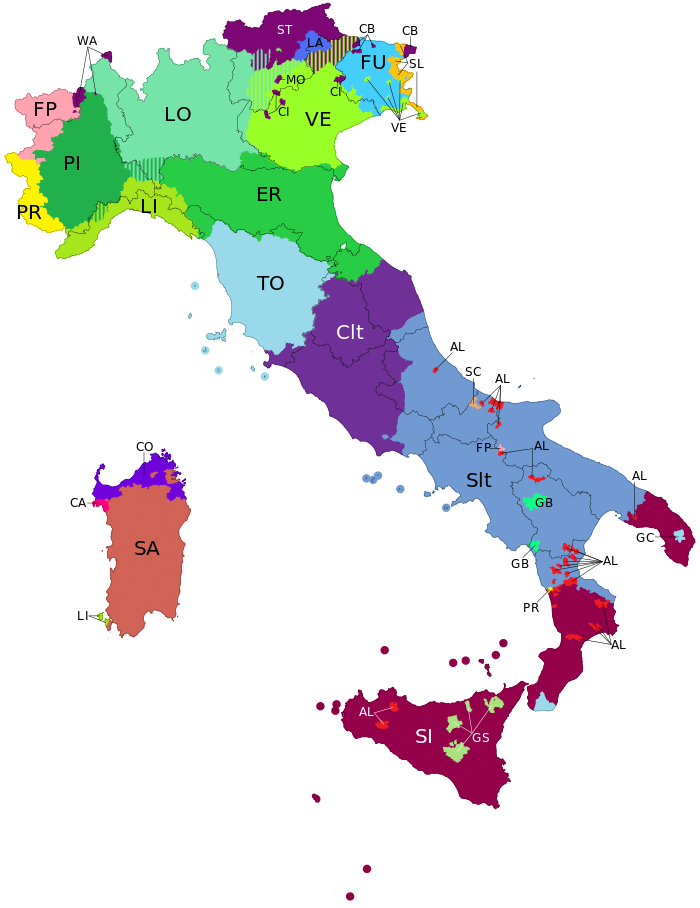 ST
CB
CB
WA
LA
FU
SL
MO
CI
FP
LO
CI
VE
VE
PI
ER
PR
LI
TO
Clt
AL
SC
AL
CO
FP
AL
Slt
AL
CA
GB
SA
GC
GB
AL
PR
LI
AL
AL
SI
GS